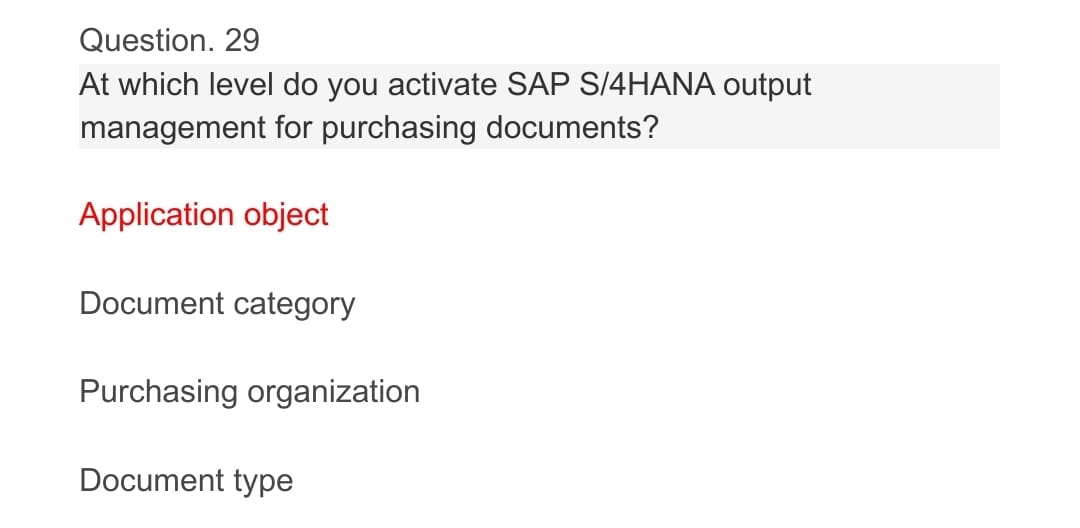 Question. 29
At which level do you activate SAP S/4HANA output
management for purchasing documents?
Application object
Document category
Purchasing organization
Document type